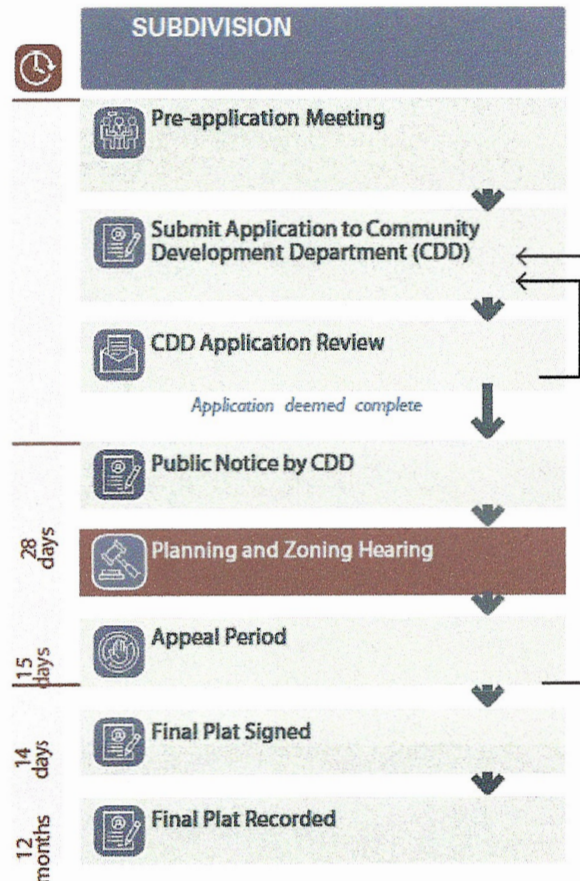 SUBDIVISION
Pre-application Meeting
Submit Application to Community
Development Department (CDD)
CDD Application Review
Application deemed complete
Public Notice by CDD
28
days
Planning and Zoning Hearing
Appeal Period
15
days
Final Plat Signed
14
days
Final Plat Recorded
12
months